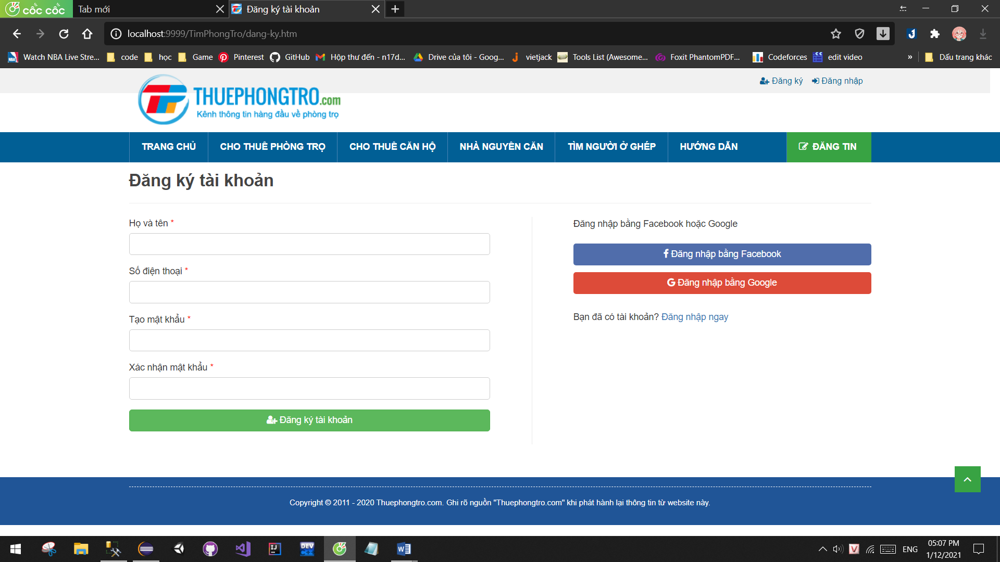 cốc cốc
Tab mới
Đăng ký tài khoản
localhost:9999/TimPhongTro/dang-ky.htm
Watch NBA Live Stre...
code
học
Game
Pinterest
GitHub
Hộp thư đến - n17d...
Drive của tôi - Goog...
vietjack
Tools List (Awesome...
Foxit PhantomPDF...
Codeforces
edit video
»
Dấu trang khác
THUEPHONGTRO.com
Kênh thông tin hàng đầu về phòng trọ
Đăng ký
Đăng nhập
TRANG CHỦ
CHO THUÊ PHÒNG TRỌ
CHO THUÊ CĂN HỘ
NHÀ NGUYÊN CĂN
TÌM NGƯỜI Ở GHÉP
HƯỚNG DẪN
ĐĂNG TIN
Đăng ký tài khoản
Họ và tên *
Số điện thoại *
Tạo mật khẩu *
Xác nhận mật khẩu *
Đăng ký tài khoản
Đăng nhập bằng Facebook hoặc Google
Đăng nhập bằng Facebook
Đăng nhập bằng Google
Bạn đã có tài khoản? Đăng nhập ngay
Copyright © 2011 - 2020 Thuephongtro.com. Ghi rõ nguồn "Thuephongtro.com" khi phát hành lại thông tin từ website này.
ENG
05:07 PM
1/12/2021